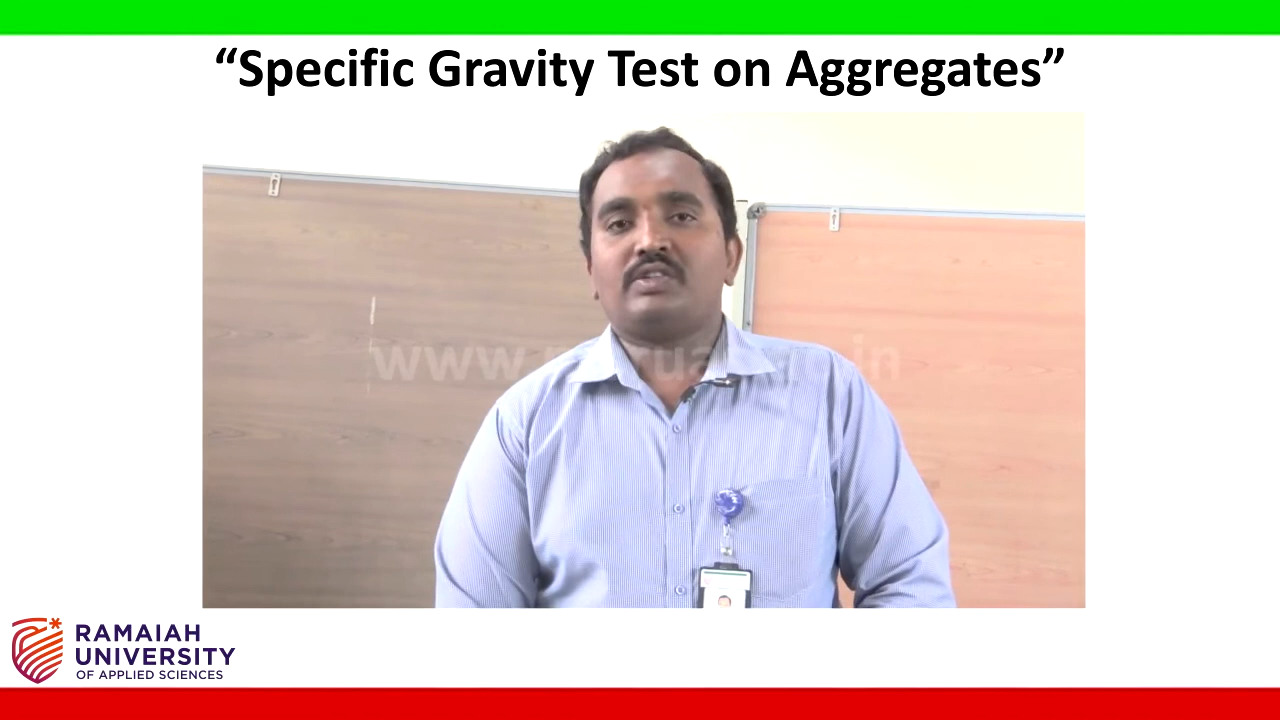 “Specific Gravity Test on Aggregates”
RAMAIAH
UNIVERSITY
OF APPLIED SCIENCES